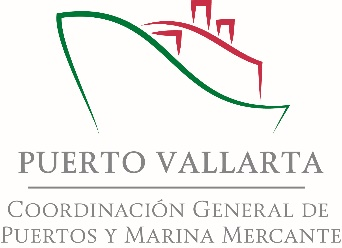 PUERTO VALLARTA
COORDINACIÓN GENERAL DE
PUERTOS Y MARINA MERCANTE